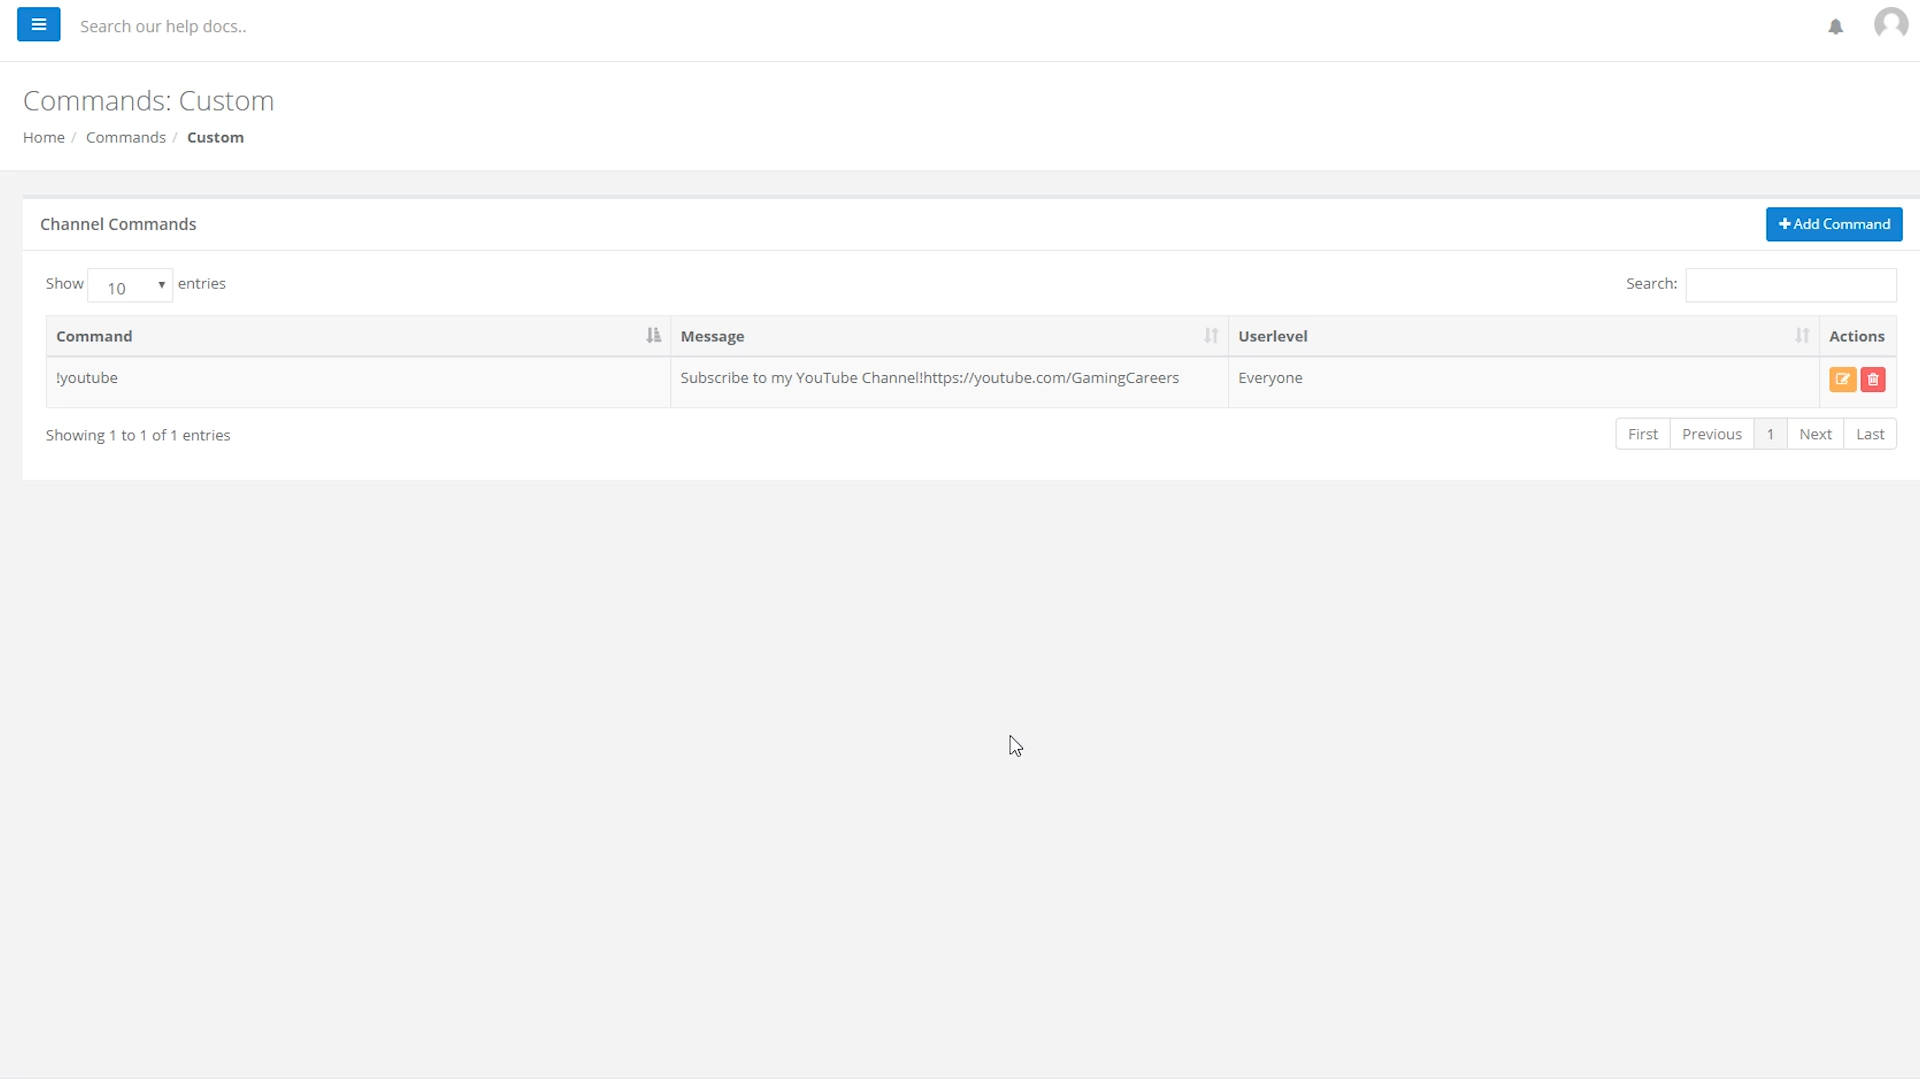 Search our help docs..
Commands: Custom
Home / Commands / Custom
Channel Commands
Add Command
Show 10 entries
Search:
Command Message Userlevel Actions
!youtube Subscribe to my YouTube Channel!https://youtube.com/GamingCareers Everyone
Showing 1 to 1 of 1 entries
First Previous 1 Next Last